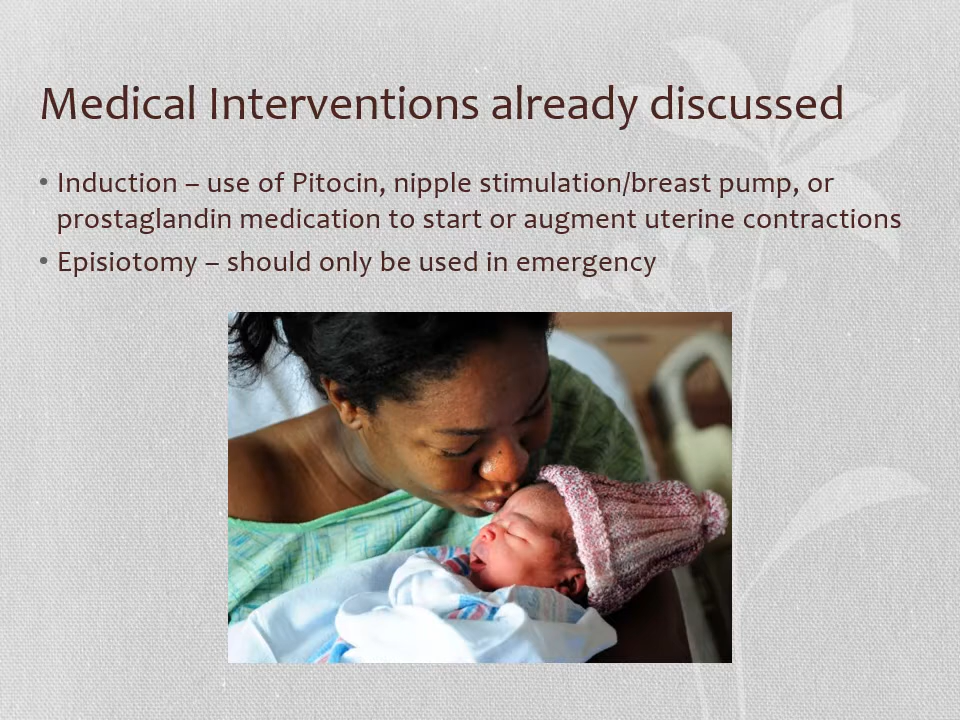 Medical Interventions already discussed
• Induction – use of Pitocin, nipple stimulation/breast pump, or
prostaglandin medication to start or augment uterine contractions
• Episiotomy – should only be used in emergency